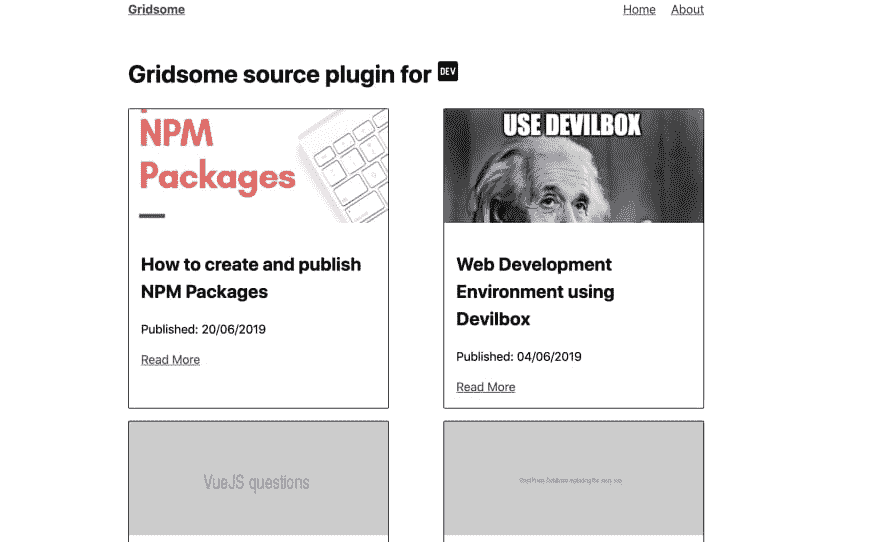 Gridsome
Home About
Gridsome source plugin for DEV
NPM
Packages
USE DEVILBOX
How to create and publish
NPM Packages
Published: 20/06/2019
Read More
Web Development
Environment using
Devilbox
Published: 04/06/2019
Read More
VueJS questions